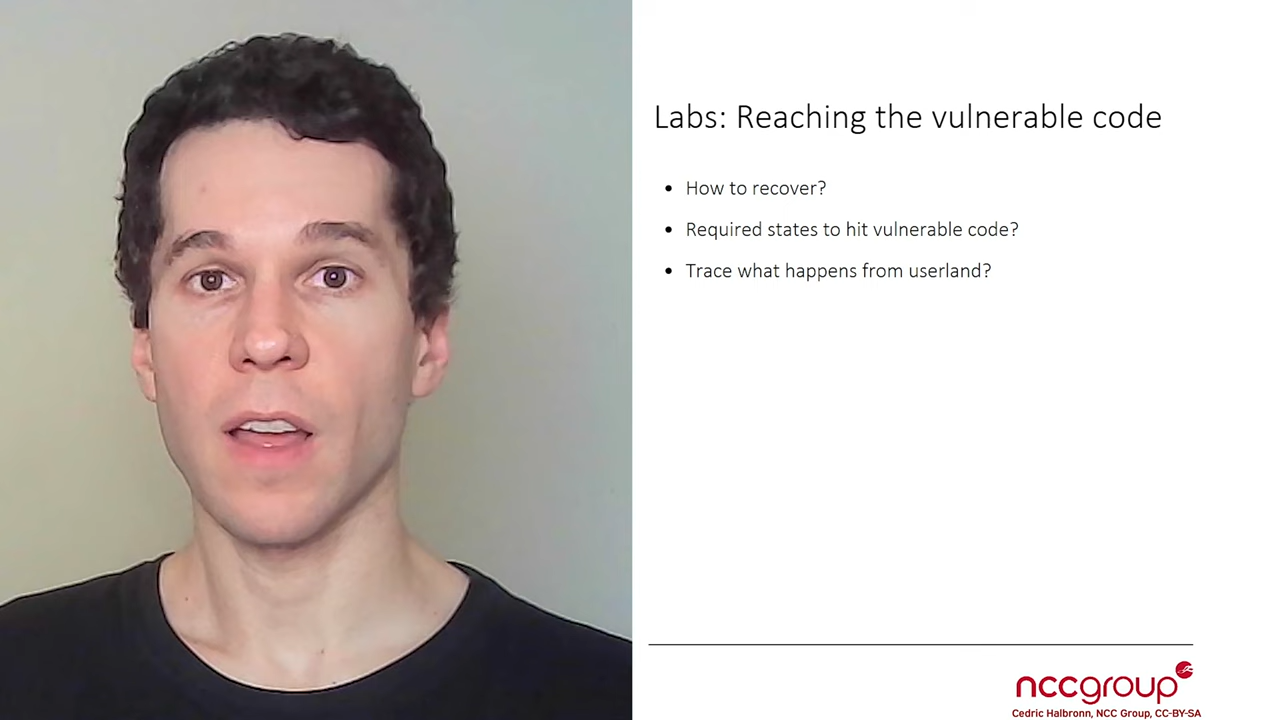 Labs: Reaching the vulnerable code
• How to recover?
• Required states to hit vulnerable code?
• Trace what happens from userland?
nccgroup
Cedric Halbronn, NCC Group, CC-BY-SA